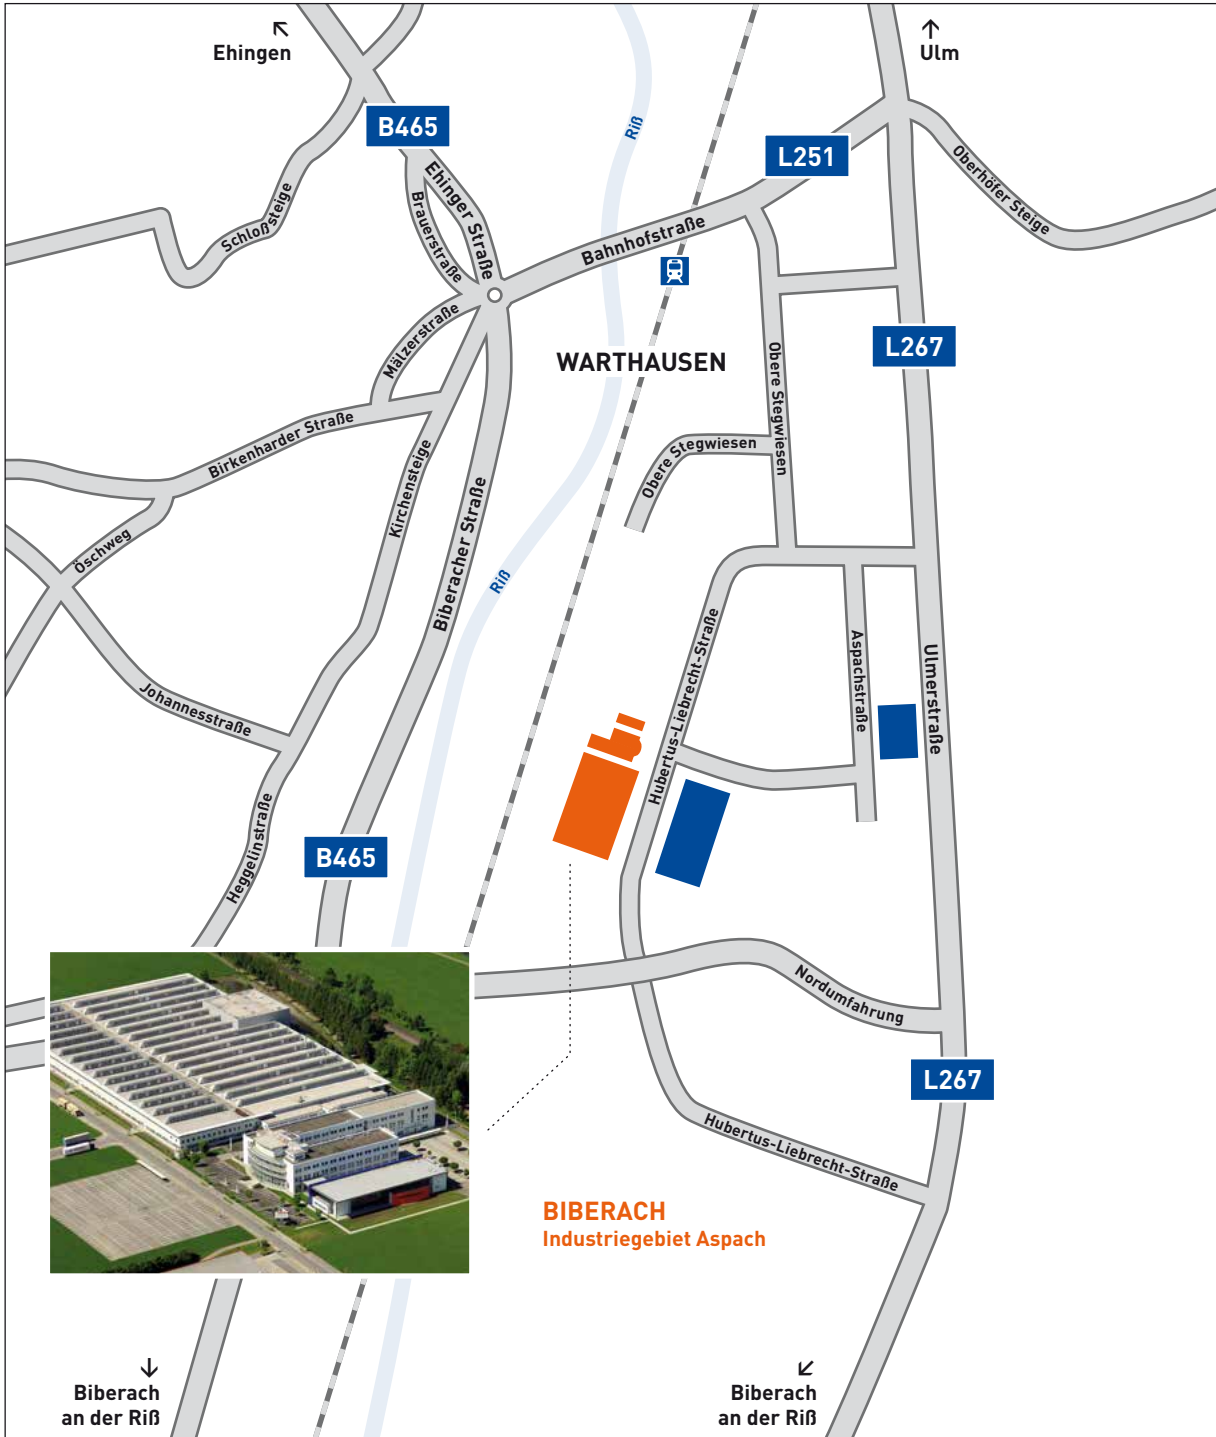 Ehingen
Ulm
B465
L251
Riß
Ehinger Straße
Brauerstraße
Schloßsteige
Oberhöfer Steige
Bahnhofstraße
Mälzerstraße
WARTHAUSEN
L267
Obere Stegwiesen
Birkenharder Straße
Obere Stegwiesen
Kirchensteige
Biberacher Straße
Öschweg
Riß
Hubertus-Liebrecht-Straße
Aspachstraße
Ulmerstraße
Johannesstraße
Heggelinstraße
B465
Nordumfahrung
L267
Hubertus-Liebrecht-Straße
BIBERACH
Industriegebiet Aspach
Biberach
an der Riß
Biberach
an der Riß